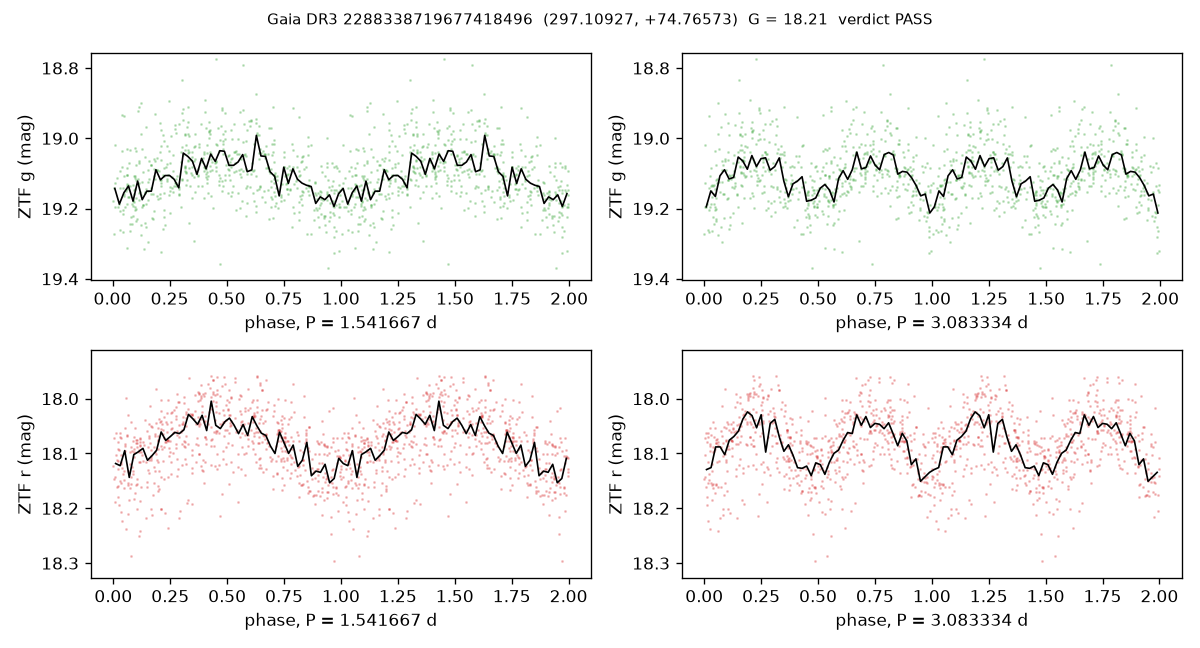 Gaia DR3 2288338719677418496 (297.10927, +74.76573) G = 18.21 verdict PASS
ZTF g (mag)
18.8
19.0
19.2
19.4
0.00 0.25 0.50 0.75 1.00 1.25 1.50 1.75 2.00
phase, P = 1.541667 d
ZTF g (mag)
18.8
19.0
19.2
19.4
0.00 0.25 0.50 0.75 1.00 1.25 1.50 1.75 2.00
phase, P = 3.083334 d
ZTF r (mag)
18.0
18.1
18.2
18.3
0.00 0.25 0.50 0.75 1.00 1.25 1.50 1.75 2.00
phase, P = 1.541667 d
ZTF r (mag)
18.0
18.1
18.2
18.3
0.00 0.25 0.50 0.75 1.00 1.25 1.50 1.75 2.00
phase, P = 3.083334 d